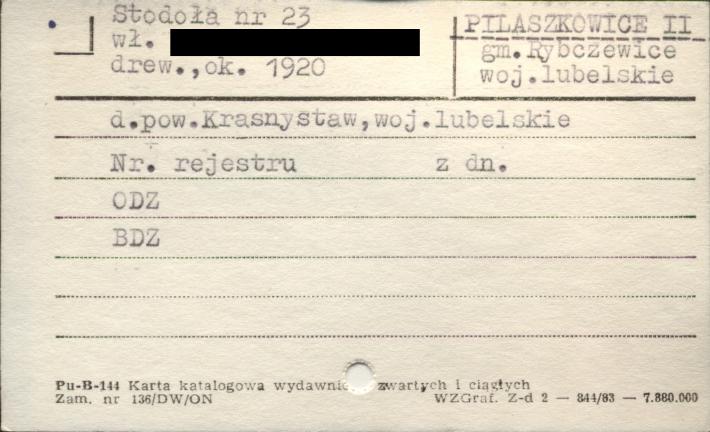 Stodoła nr 23
wł.
drew.,ok. 1920
PILASZKOWICE II
gm.Rybczewice
woj.lubelskie
d.pow.Krasnystaw,woj.lubelskie
Nr. rejestru z dn.
ODZ
BDZ
Pu-B-144 Karta katalogowa wydawnic zwartych i ciągłych
Zam. nr 136/DW/ON WZGraf. Z-d 2 — 844/83 — 7.880.000